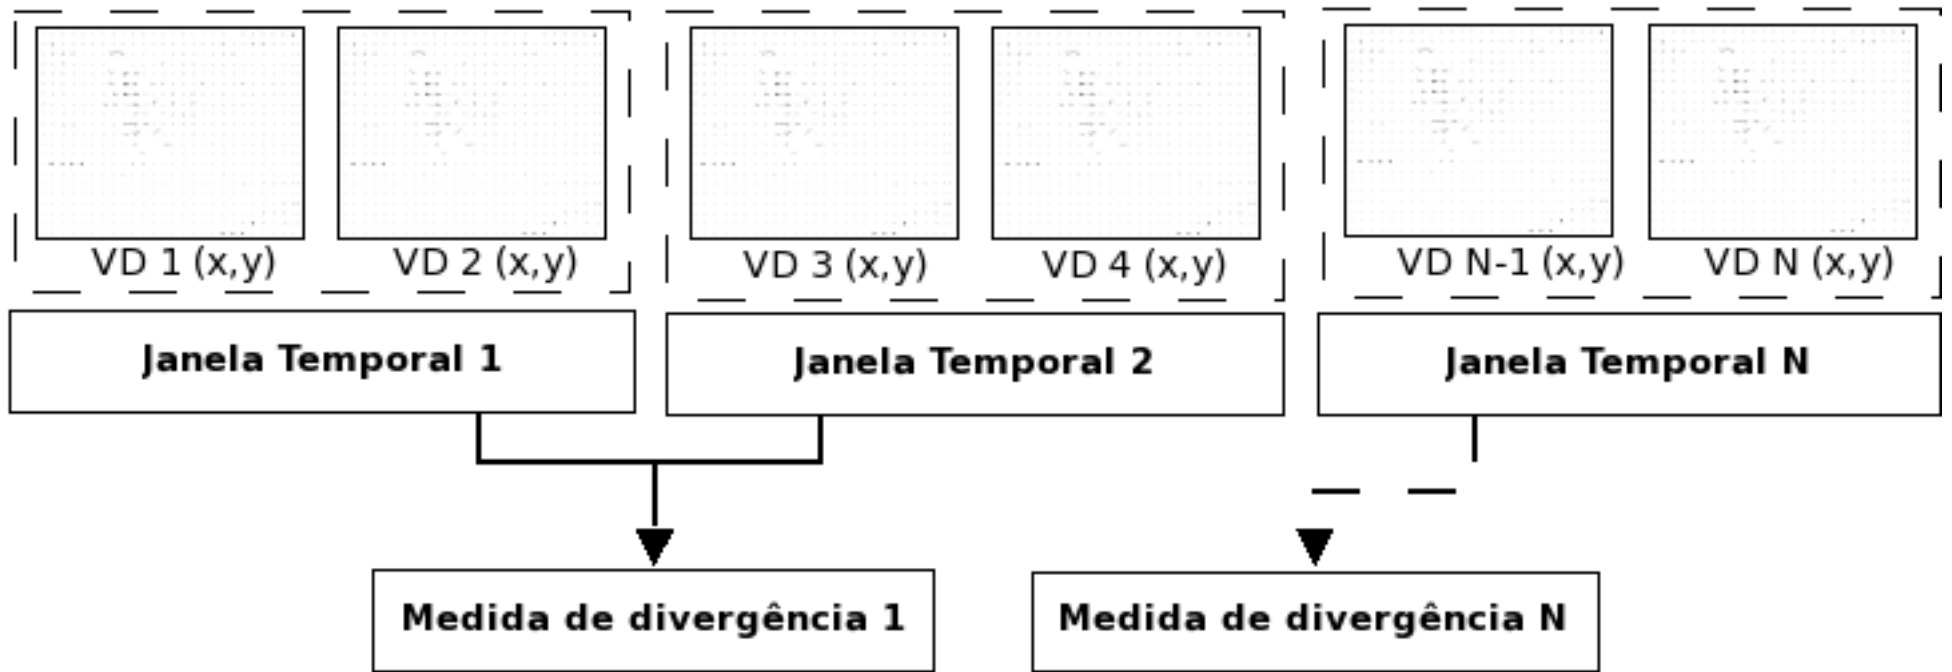 VD 1 (x,y)
VD 2 (x,y)
VD 3 (x,y)
VD 4 (x,y)
VD N-1 (x,y)
VD N (x,y)
Janela Temporal 1
Janela Temporal 2
Janela Temporal N
Medida de divergência 1
Medida de divergência N